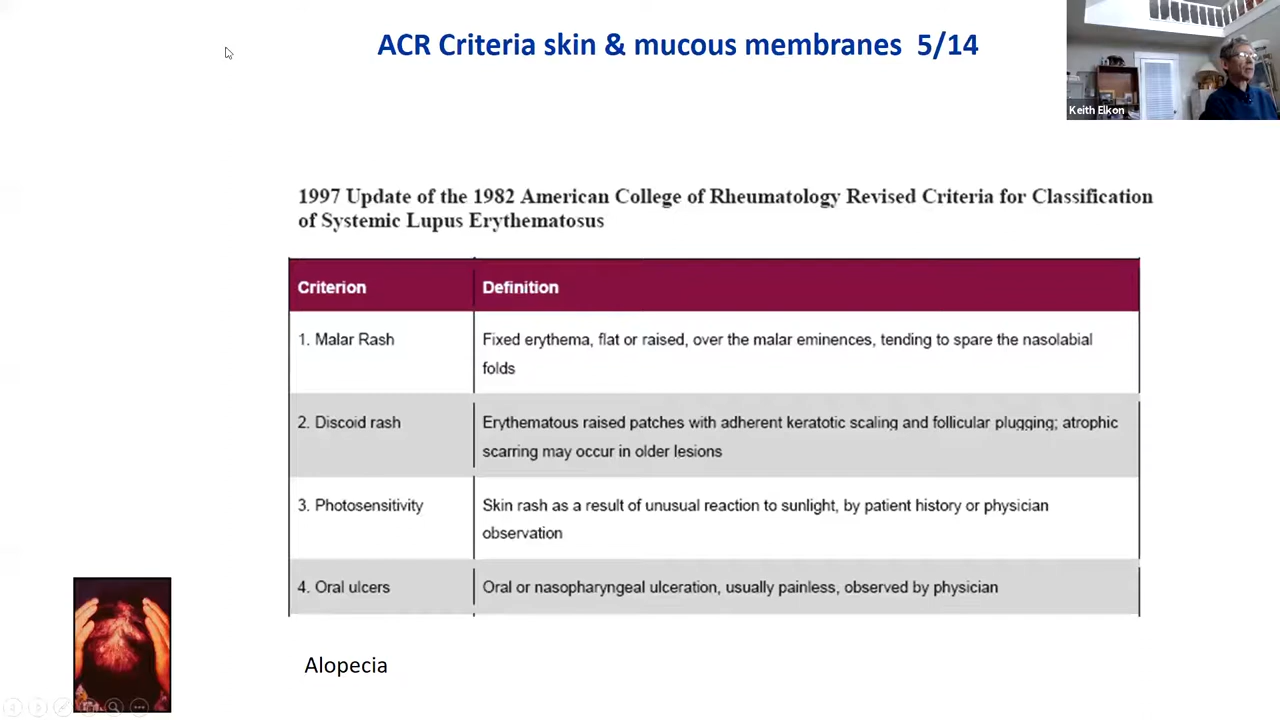 ACR Criteria skin & mucous membranes 5/14
Keith Elkon
1997 Update of the 1982 American College of Rheumatology Revised Criteria for Classification
of Systemic Lupus Erythematosus
Criterion
Definition
1. Malar Rash
Fixed erythema, flat or raised, over the malar eminences, tending to spare the nasolabial
folds
2. Discoid rash
Erythematous raised patches with adherent keratotic scaling and follicular plugging; atrophic
scarring may occur in older lesions
3. Photosensitivity
Skin rash as a result of unusual reaction to sunlight, by patient history or physician
observation
4. Oral ulcers
Oral or nasopharyngeal ulceration, usually painless, observed by physician
Alopecia